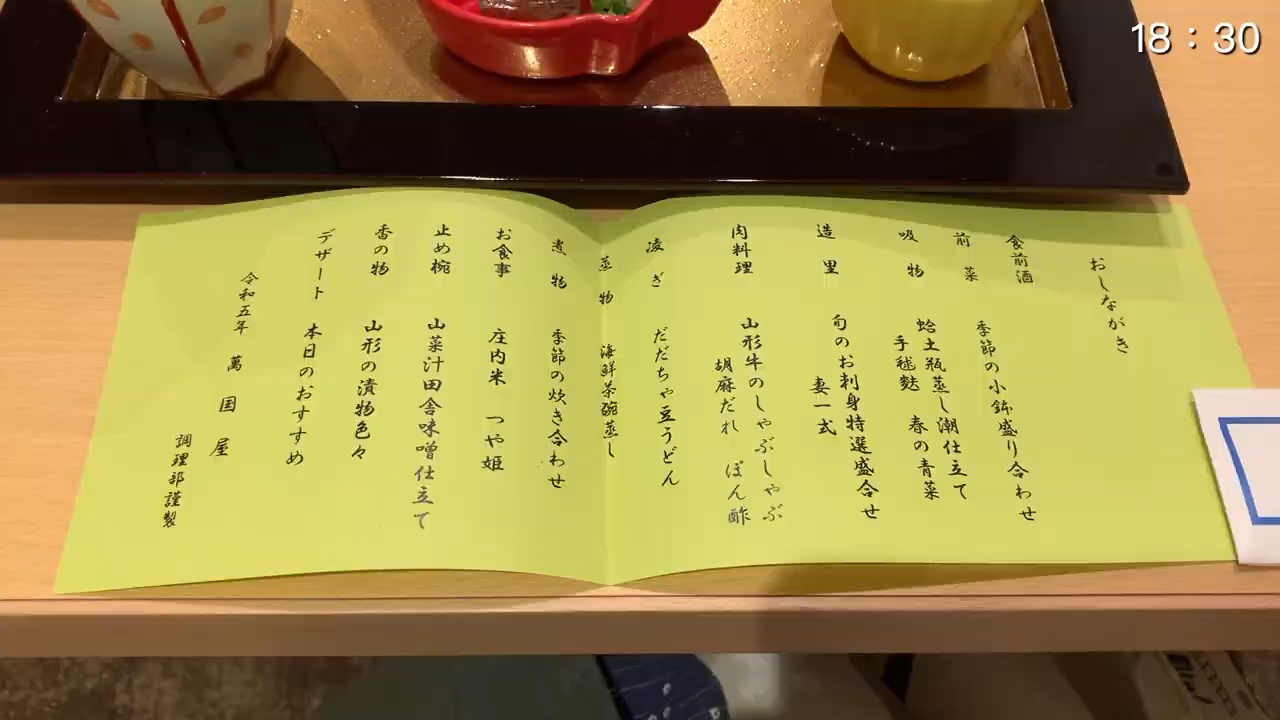 18:30
おしながき
食前酒
前菜 季節の小鉢盛り合わせ
吸物 蛤土瓶蒸し潮仕立て
手毬麩 春の青菜
造里 旬のお刺身特選盛合せ
妻一式
肉料理 山形牛のしゃぶしゃぶ
胡麻だれ ぽん酢
凌ぎ だだちゃ豆うどん
蒸物 海鮮茶碗蒸し
煮物 季節の炊き合わせ
お食事 庄内米 つや姫
止め椀 山菜汁田舎味噌仕立て
香の物 山形の漬物色々
デザート 本日のおすすめ
令和五年 萬国屋
調理部謹製